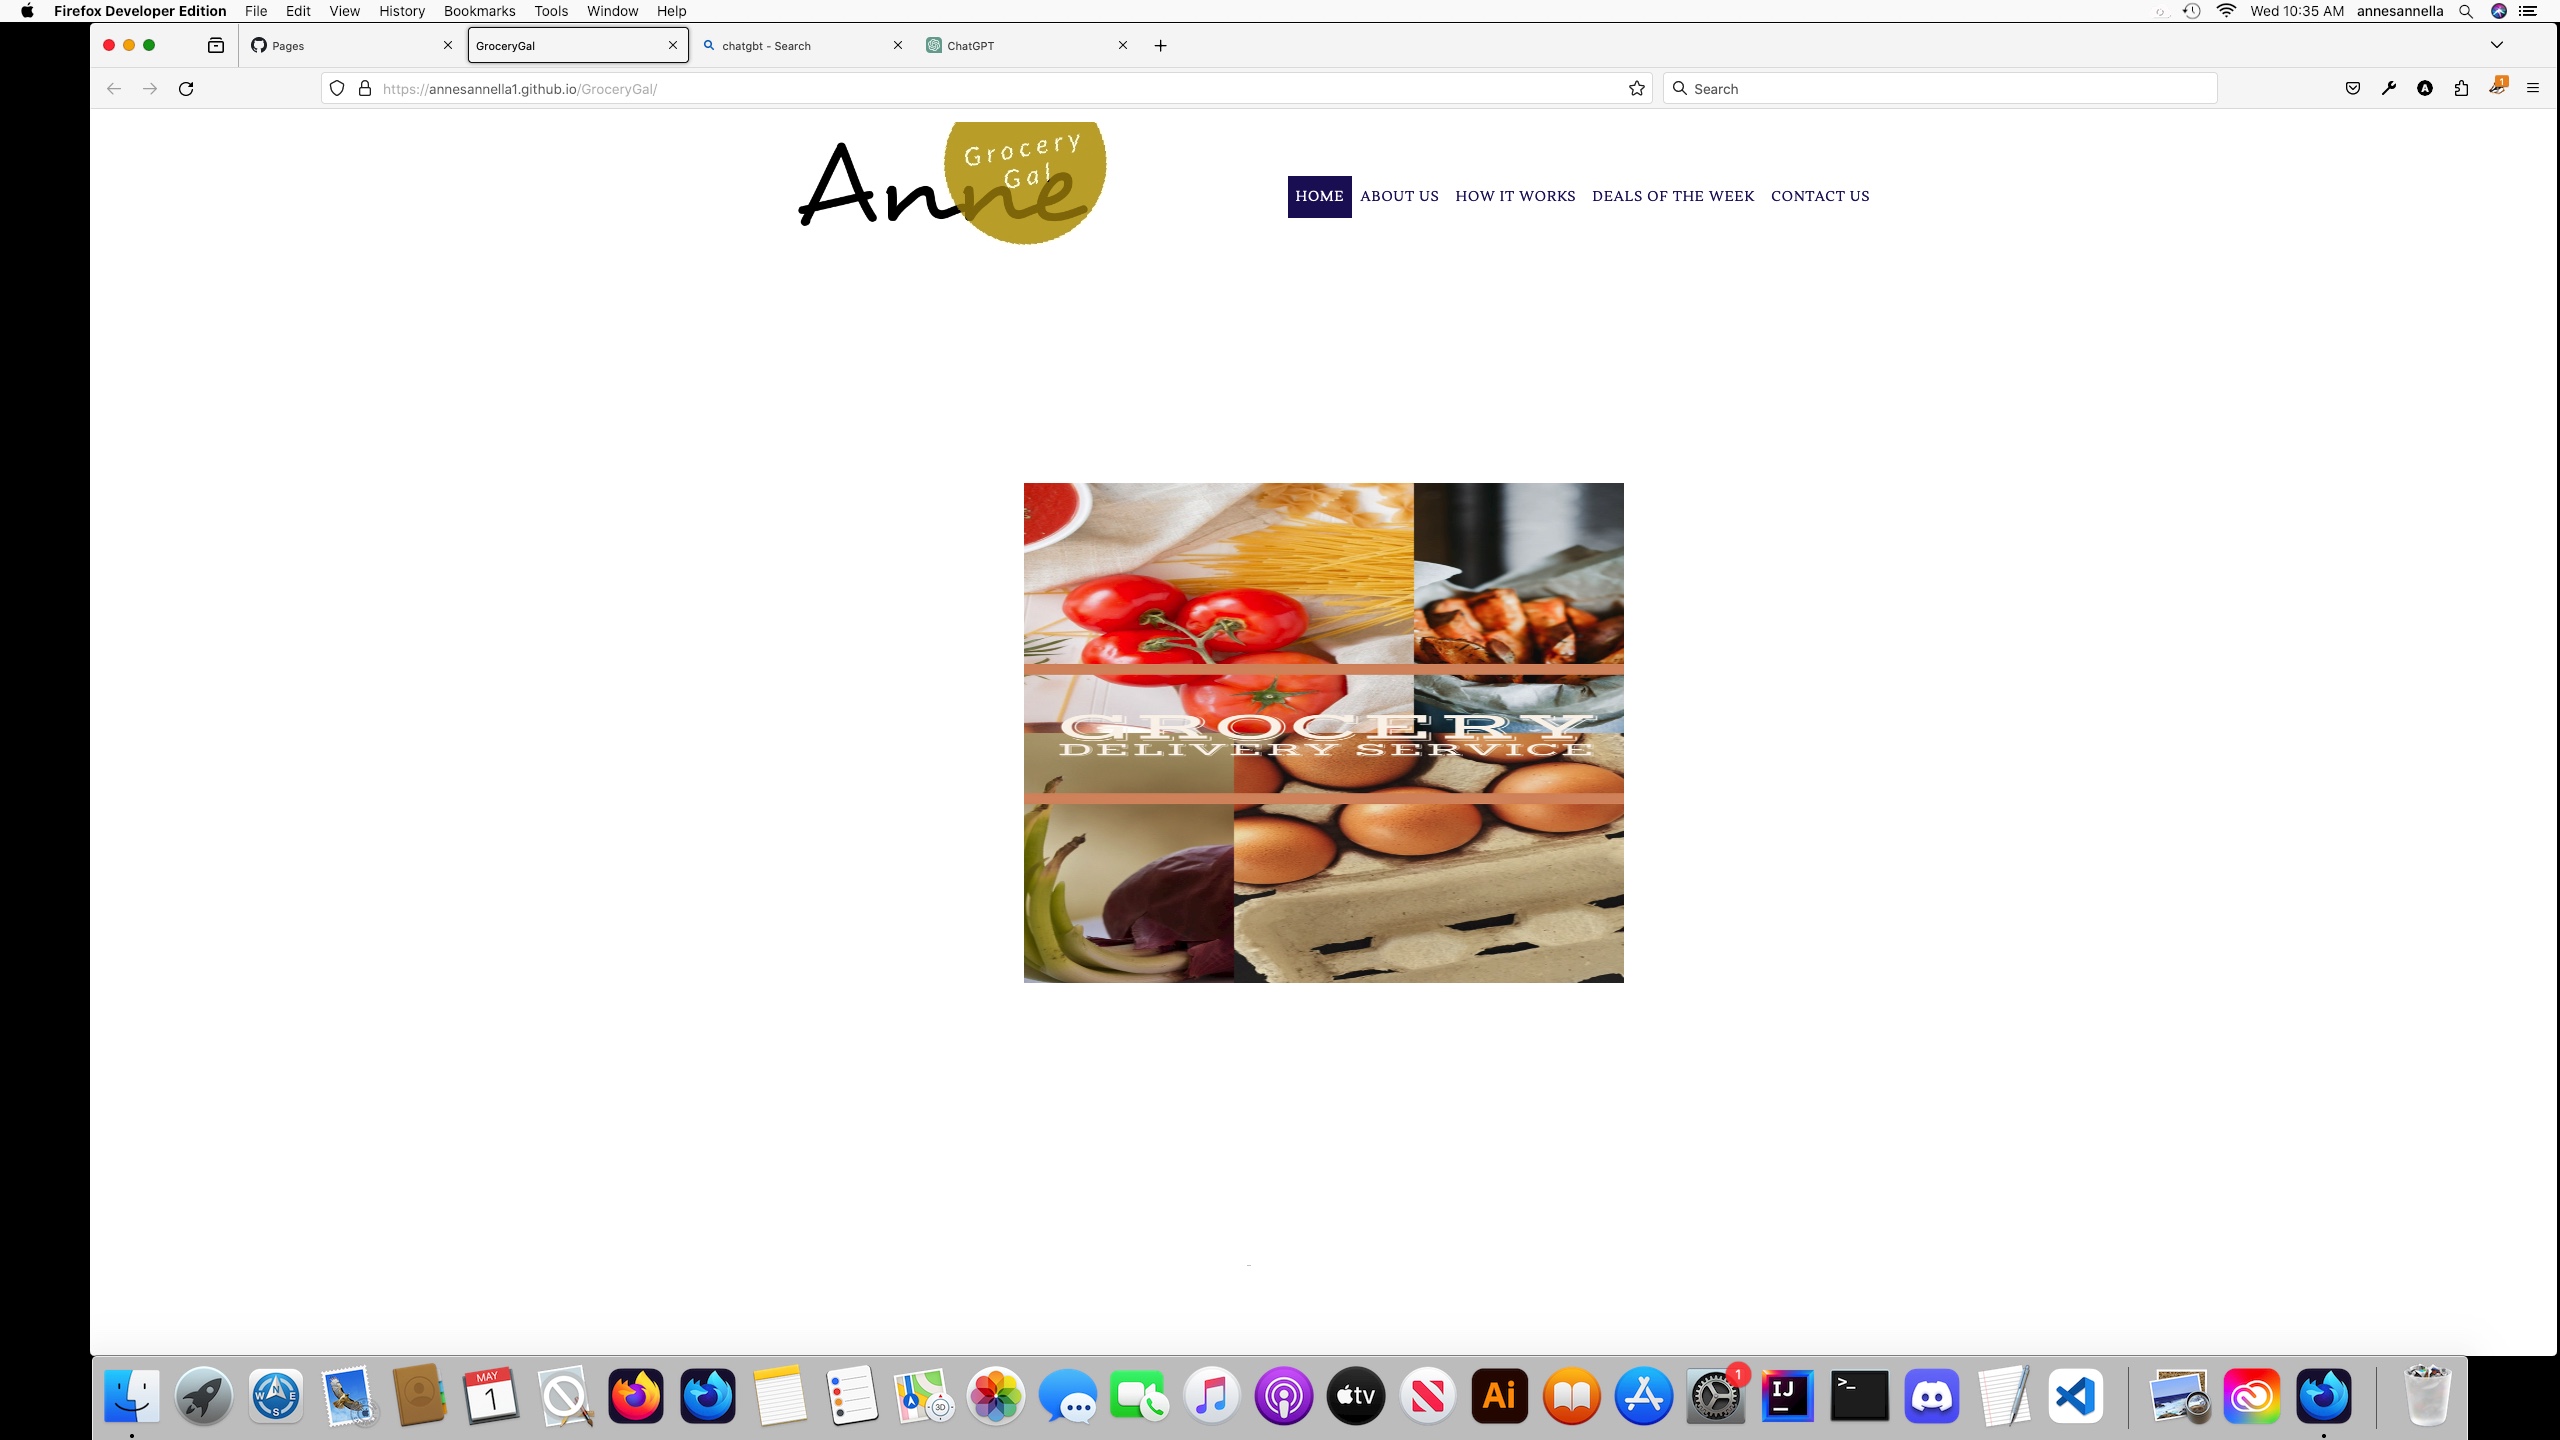 Firefox Developer Edition File Edit View History Bookmarks Tools Window Help Wed 10:35 AM annesannella
Pages GroceryGal chatgbt - Search ChatGPT
https://annesannella1.github.io/GroceryGal/ Search 1
Grocery
Gal
Anne
HOME ABOUT US HOW IT WORKS DEALS OF THE WEEK CONTACT US
GROCERY
DELIVERY SERVICE
MAY
1
N
W E
S
3D
tv
Ai
1
IJ
>_